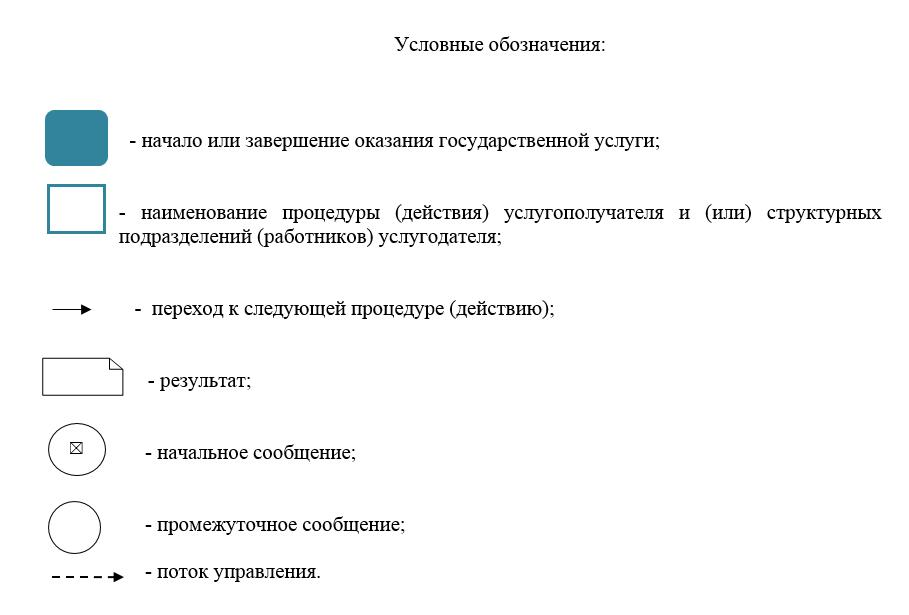 Условные обозначения:
- начало или завершение оказания государственной услуги;
- наименование процедуры (действия) услугополучателя и (или) структурных
подразделений (работников) услугодателя;
- переход к следующей процедуре (действию);
- результат;
- начальное сообщение;
- промежуточное сообщение;
- поток управления.